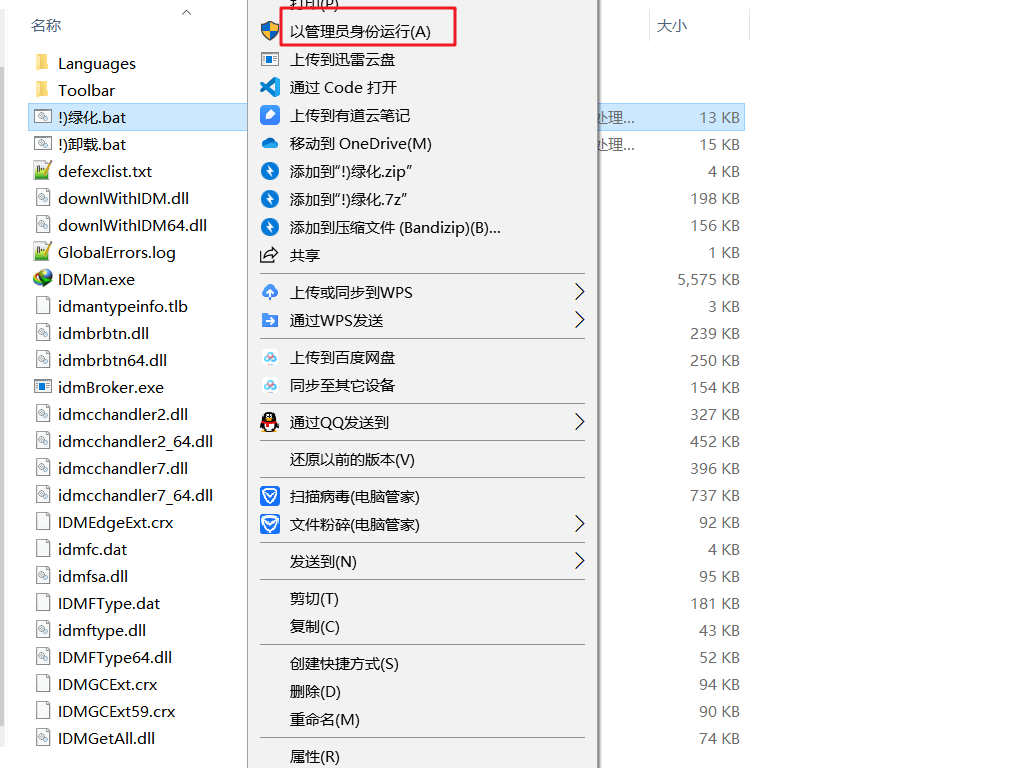 名称
大小
Languages
Toolbar
!)绿化.bat
处理...
13 KB
!)卸载.bat
处理...
15 KB
defexclist.txt
4 KB
downlWithIDM.dll
198 KB
downlWithIDM64.dll
156 KB
GlobalErrors.log
1 KB
IDMan.exe
5,575 KB
idmantypeinfo.tlb
3 KB
idmbrbtn.dll
239 KB
idmbrbtn64.dll
250 KB
idmBroker.exe
154 KB
idmcchandler2.dll
327 KB
idmcchandler2_64.dll
452 KB
idmcchandler7.dll
396 KB
idmcchandler7_64.dll
737 KB
IDMEdgeExt.crx
92 KB
idmfc.dat
4 KB
idmfsa.dll
95 KB
IDMFType.dat
181 KB
idmftype.dll
43 KB
IDMFType64.dll
52 KB
IDMGCExt.crx
94 KB
IDMGCExt59.crx
90 KB
IDMGetAll.dll
74 KB
打印(P)
以管理员身份运行(A)
上传到迅雷云盘
通过 Code 打开
上传到有道云笔记
移动到 OneDrive(M)
添加到“!)绿化.zip”
添加到“!)绿化.7z”
添加到压缩文件 (Bandizip)(B)...
共享
上传或同步到WPS
通过WPS发送
上传到百度网盘
同步至其它设备
通过QQ发送到
还原以前的版本(V)
扫描病毒(电脑管家)
文件粉碎(电脑管家)
发送到(N)
剪切(T)
复制(C)
创建快捷方式(S)
删除(D)
重命名(M)
属性(R)